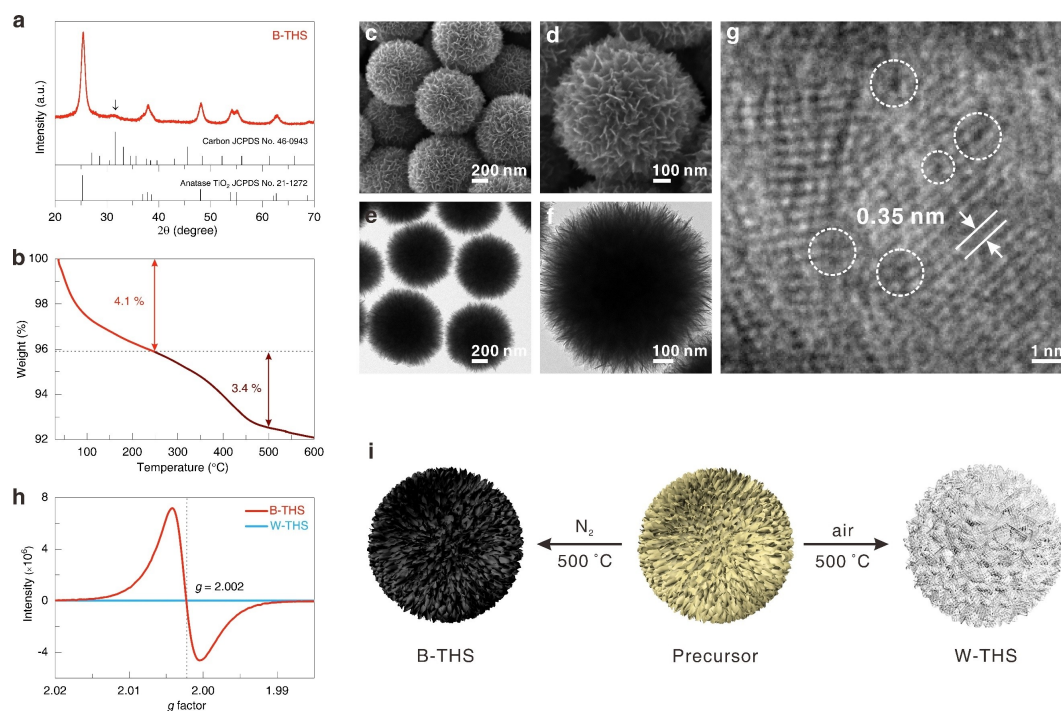 a
B-THS
Intensity (a.u.)
Carbon JCPDS No. 46-0943
Anatase TiO₂ JCPDS No. 21-1272
20 30 40 50 60 70
2θ (degree)
b
100
98
96
94
92
Weight (%)
4.1 %
3.4 %
100 200 300 400 500 600
Temperature (°C)
c
200 nm
d
100 nm
e
200 nm
f
100 nm
g
0.35 nm
1 nm
h
8
4
0
-4
Intensity (×10⁶)
B-THS
W-THS
g = 2.002
2.02 2.01 2.00 1.99
g factor
i
N₂
500 °C
air
500 °C
B-THS
Precursor
W-THS